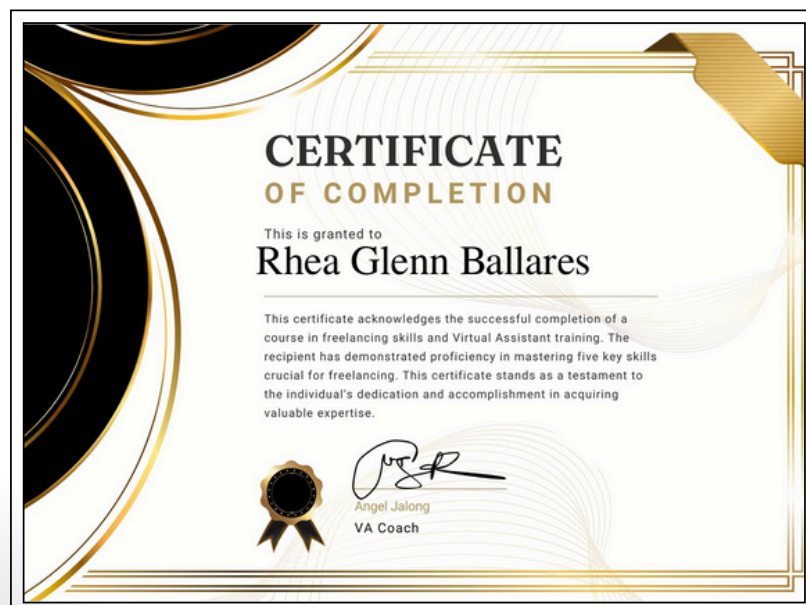 CERTIFICATE
OF COMPLETION
This is granted to
Rhea Glenn Ballares
This certificate acknowledges the successful completion of a
course in freelancing skills and Virtual Assistant training. The
recipient has demonstrated proficiency in mastering five key skills
crucial for freelancing. This certificate stands as a testament to
the individual's dedication and accomplishment in acquiring
valuable expertise.
Angel Jalong
VA Coach